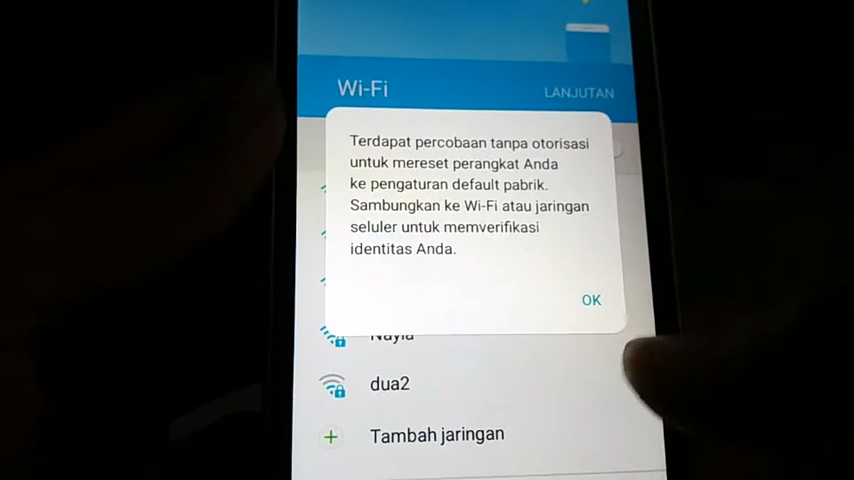 Wi-Fi
LANJUTAN
Terdapat percobaan tanpa otorisasi
untuk mereset perangkat Anda
ke pengaturan default pabrik.
Sambungkan ke Wi-Fi atau jaringan
seluler untuk memverifikasi
identitas Anda.
OK
Nayla
dua2
Tambah jaringan